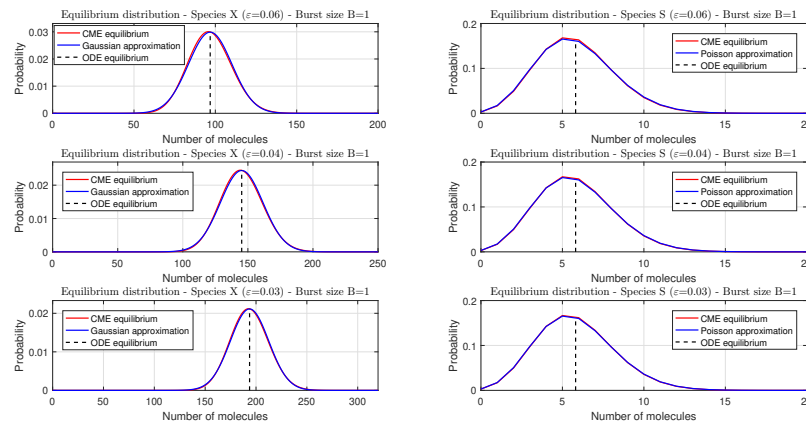 Equilibrium distribution - Species X (ε=0.06) - Burst size B=1
0.03
0.02
0.01
0
Probability
CME equilibrium
Gaussian approximation
ODE equilibrium
0 50 100 150 200
Number of molecules
Equilibrium distribution - Species S (ε=0.06) - Burst size B=1
0.2
0.1
0
Probability
CME equilibrium
Poisson approximation
ODE equilibrium
0 5 10 15 20
Number of molecules
Equilibrium distribution - Species X (ε=0.04) - Burst size B=1
0.02
0.01
0
Probability
CME equilibrium
Gaussian approximation
ODE equilibrium
0 50 100 150 200 250
Number of molecules
Equilibrium distribution - Species S (ε=0.04) - Burst size B=1
0.2
0.1
0
Probability
CME equilibrium
Poisson approximation
ODE equilibrium
0 5 10 15 20
Number of molecules
Equilibrium distribution - Species X (ε=0.03) - Burst size B=1
0.02
0.01
0
Probability
CME equilibrium
Gaussian approximation
ODE equilibrium
0 50 100 150 200 250 300
Number of molecules
Equilibrium distribution - Species S (ε=0.03) - Burst size B=1
0.2
0.1
0
Probability
CME equilibrium
Poisson approximation
ODE equilibrium
0 5 10 15 20
Number of molecules